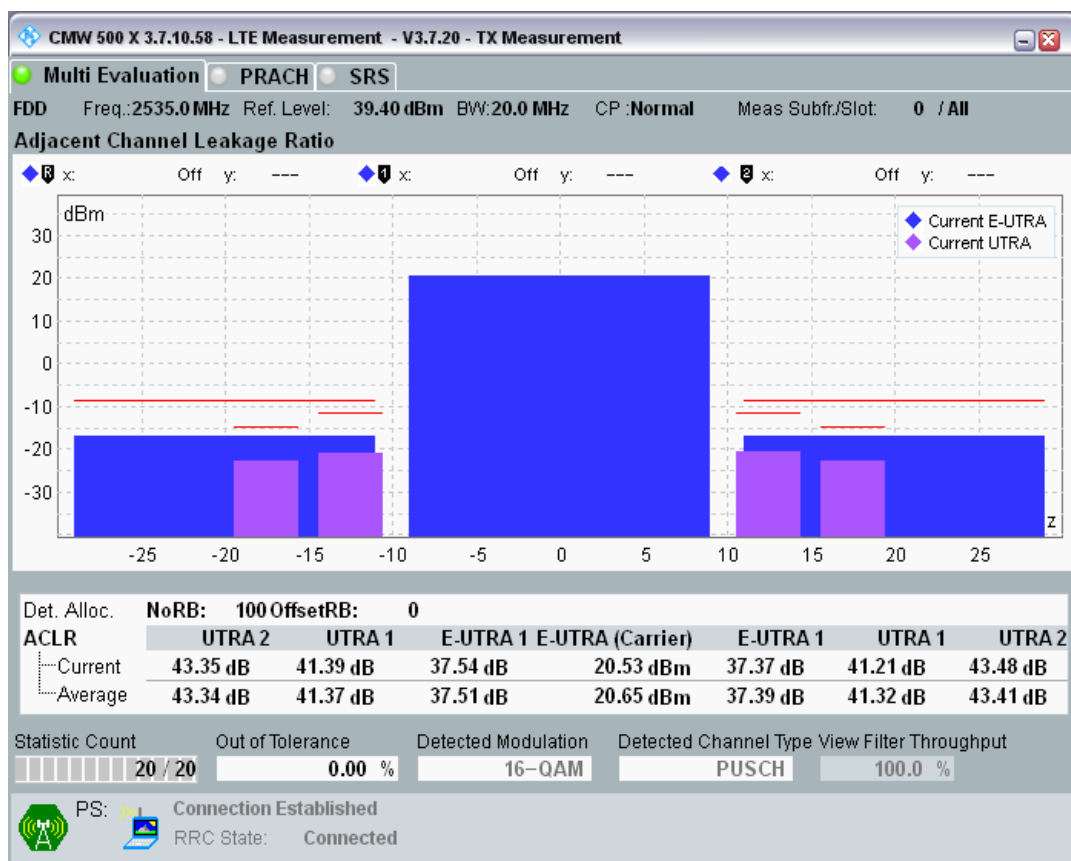 CMW 500 X 3.7.10.58 - LTE Measurement - V3.7.20 - TX Measurement
Multi Evaluation PRACH SRS
FDD Freq.:2535.0 MHz Ref. Level: 39.40 dBm BW:20.0 MHz CP :Normal Meas Subfr./Slot: 0 / All
Adjacent Channel Leakage Ratio
R x: Off y: --- 1 x: Off y: --- 2 x: Off y: ---
dBm
Current E-UTRA
Current UTRA
30
20
10
0
-10
-20
-30
z
-25 -20 -15 -10 -5 0 5 10 15 20 25
Det. Alloc. NoRB: 100 OffsetRB: 0
ACLR UTRA 2 UTRA 1 E-UTRA 1 E-UTRA (Carrier) E-UTRA 1 UTRA 1 UTRA 2
Current 43.35 dB 41.39 dB 37.54 dB 20.53 dBm 37.37 dB 41.21 dB 43.48 dB
Average 43.34 dB 41.37 dB 37.51 dB 20.65 dBm 37.39 dB 41.32 dB 43.41 dB
Statistic Count Out of Tolerance Detected Modulation Detected Channel Type View Filter Throughput
20 / 20 0.00 % 16-QAM PUSCH 100.0 %
PS: Connection Established
RRC State: Connected